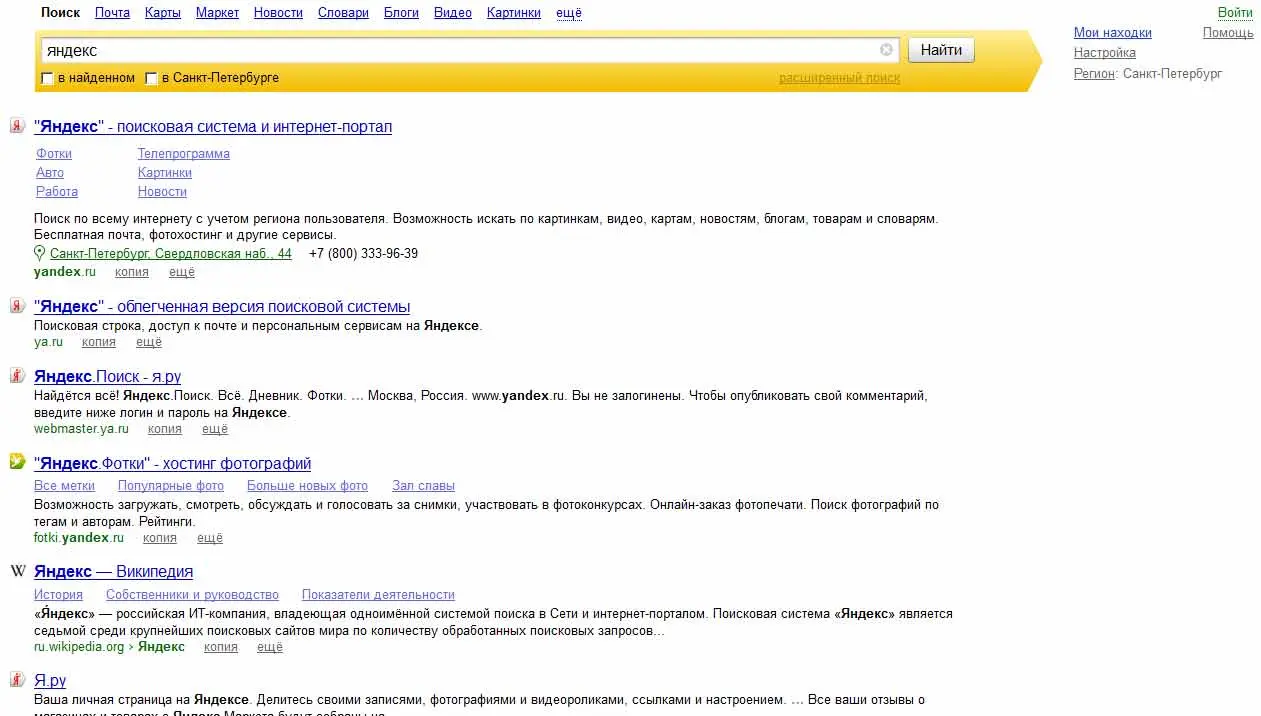 Поиск Почта Карты Маркет Новости Словари Блоги Видео Картинки ещё
Войти
Мои находки Помощь
Настройка
Регион: Санкт-Петербург
яндекс
Найти
в найденном в Санкт-Петербурге расширенный поиск
"Яндекс" - поисковая система и интернет-портал
Фотки Телепрограмма
Авто Картинки
Работа Новости
Поиск по всему интернету с учетом региона пользователя. Возможность искать по картинкам, видео, картам, новостям, блогам, товарам и словарям.
Бесплатная почта, фотохостинг и другие сервисы.
Санкт-Петербург, Свердловская наб., 44 +7 (800) 333-96-39
yandex.ru копия ещё
"Яндекс" - облегченная версия поисковой системы
Поисковая строка, доступ к почте и персональным сервисам на Яндексе.
ya.ru копия ещё
Яндекс.Поиск - я.ру
Найдётся всё! Яндекс.Поиск. Всё. Дневник. Фотки. ... Москва, Россия. www.yandex.ru. Вы не залогинены. Чтобы опубликовать свой комментарий,
введите ниже логин и пароль на Яндексе.
webmaster.ya.ru копия ещё
"Яндекс.Фотки" - хостинг фотографий
Все метки Популярные фото Больше новых фото Зал славы
Возможность загружать, смотреть, обсуждать и голосовать за снимки, участвовать в фотоконкурсах. Онлайн-заказ фотопечати. Поиск фотографий по
тегам и авторам. Рейтинги.
fotki.yandex.ru копия ещё
W Яндекс — Википедия
История Собственники и руководство Показатели деятельности
«Я́ндекс» — российская ИТ-компания, владеющая одноимённой системой поиска в Сети и интернет-порталом. Поисковая система «Яндекс» является
седьмой среди крупнейших поисковых сайтов мира по количеству обработанных поисковых запросов...
ru.wikipedia.org › Яндекс копия ещё
Я.ру
Ваша личная страница на Яндексе. Делитесь своими записями, фотографиями и видеороликами, ссылками и настроением. ... Все ваши отзывы о
магазинах и товарах с Яндекс.Маркета будут собраны на